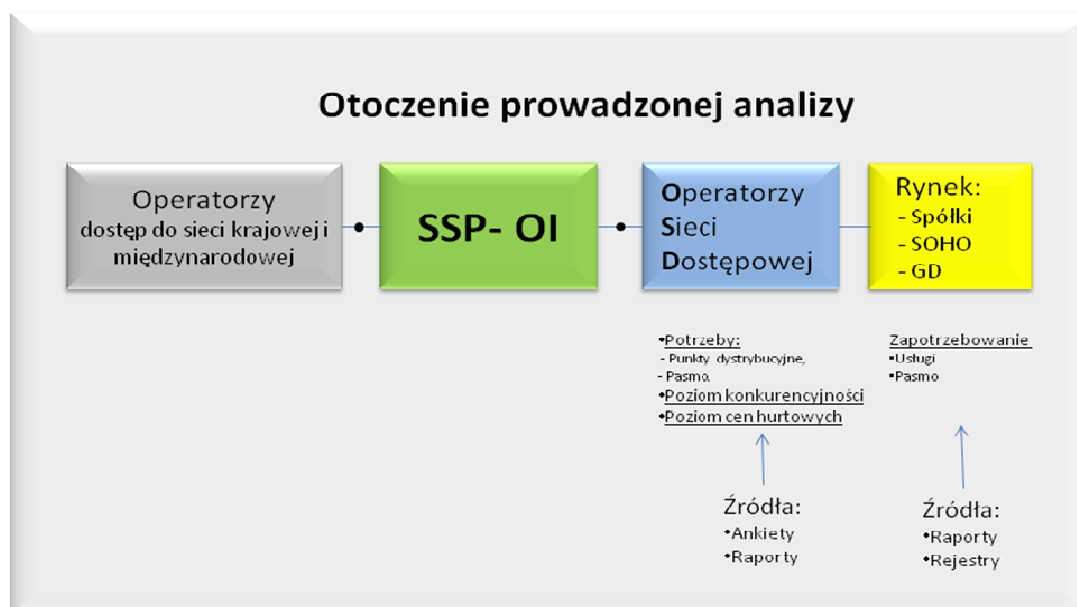 Otoczenie prowadzonej analizy
Operatorzy
dostęp do sieci krajowej i
międzynarodowej
SSP- OI
Operatorzy
Sieci
Dostępowej
Rynek:
- Spółki
- SOHO
- GD
•Potrzeby:
- Punkty dystrybucyjne,
- Pasmo.
•Poziom konkurencyjności
•Poziom cen hurtowych
Zapotrzebowanie
•Usługi
•Pasmo
Źródła:
•Ankiety
•Raporty
Źródła:
•Raporty
•Rejestry